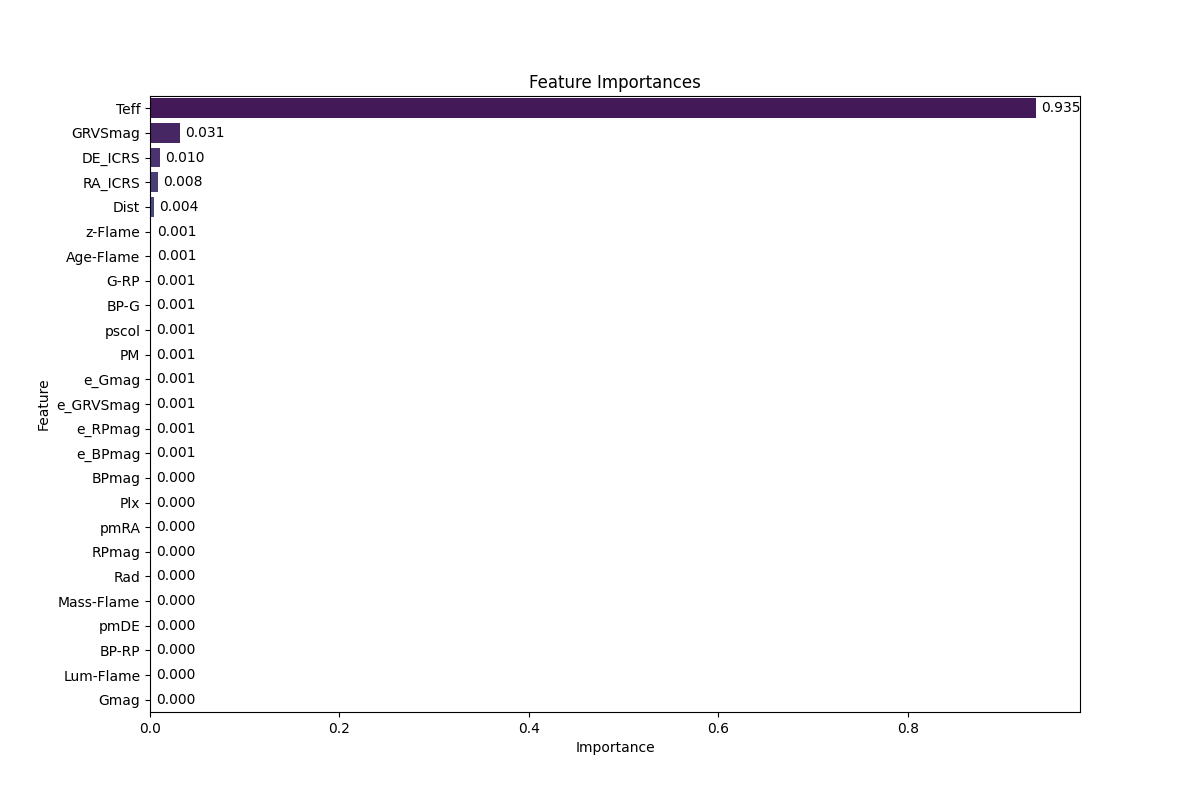 Feature Importances
Teff 0.935
GRVSmag 0.031
DE_ICRS 0.010
RA_ICRS 0.008
Dist 0.004
z-Flame 0.001
Age-Flame 0.001
G-RP 0.001
BP-G 0.001
pscol 0.001
PM 0.001
e_Gmag 0.001
e_GRVSmag 0.001
e_RPmag 0.001
e_BPmag 0.001
BPmag 0.000
Plx 0.000
pmRA 0.000
RPmag 0.000
Rad 0.000
Mass-Flame 0.000
pmDE 0.000
BP-RP 0.000
Lum-Flame 0.000
Gmag 0.000
Feature
0.0 0.2 0.4 0.6 0.8
Importance